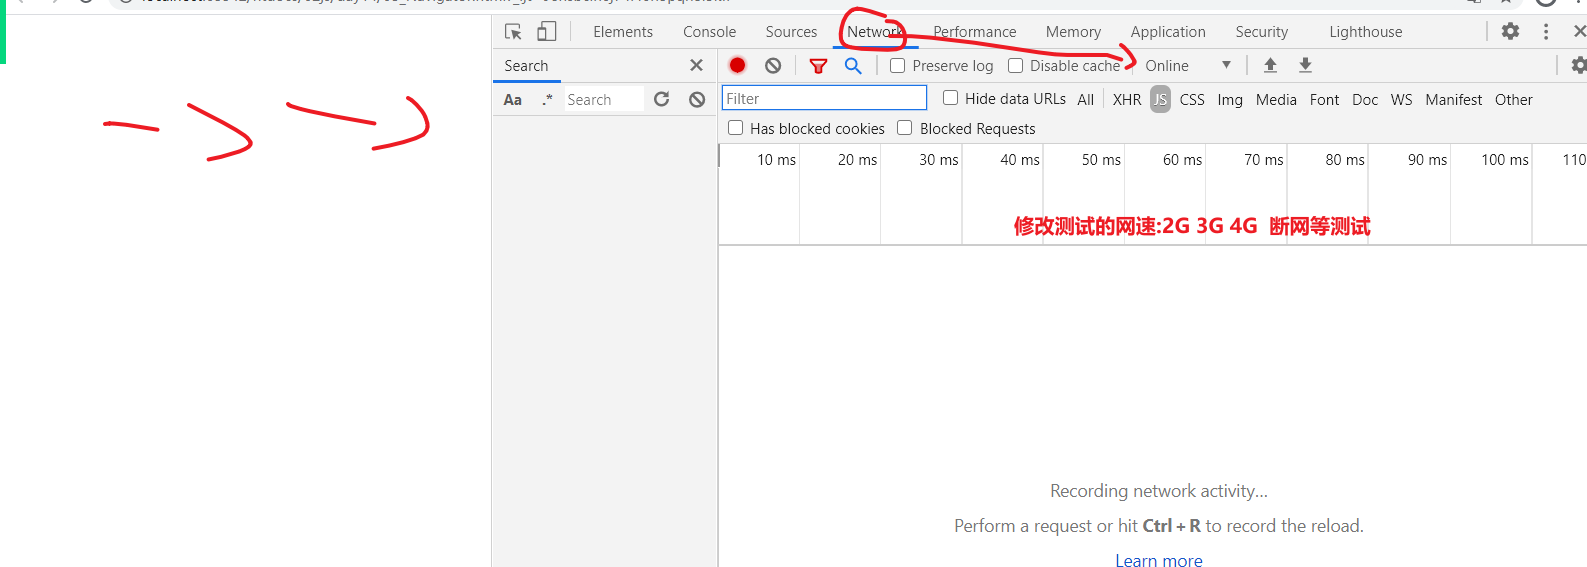 Elements Console Sources Network Performance Memory Application Security Lighthouse
Search
Preserve log Disable cache Online
Aa .* Search
Filter Hide data URLs All XHR JS CSS Img Media Font Doc WS Manifest Other
Has blocked cookies Blocked Requests
10 ms 20 ms 30 ms 40 ms 50 ms 60 ms 70 ms 80 ms 90 ms 100 ms 110
修改测试的网速:2G 3G 4G 断网等测试
Recording network activity...
Perform a request or hit Ctrl + R to record the reload.
Learn more